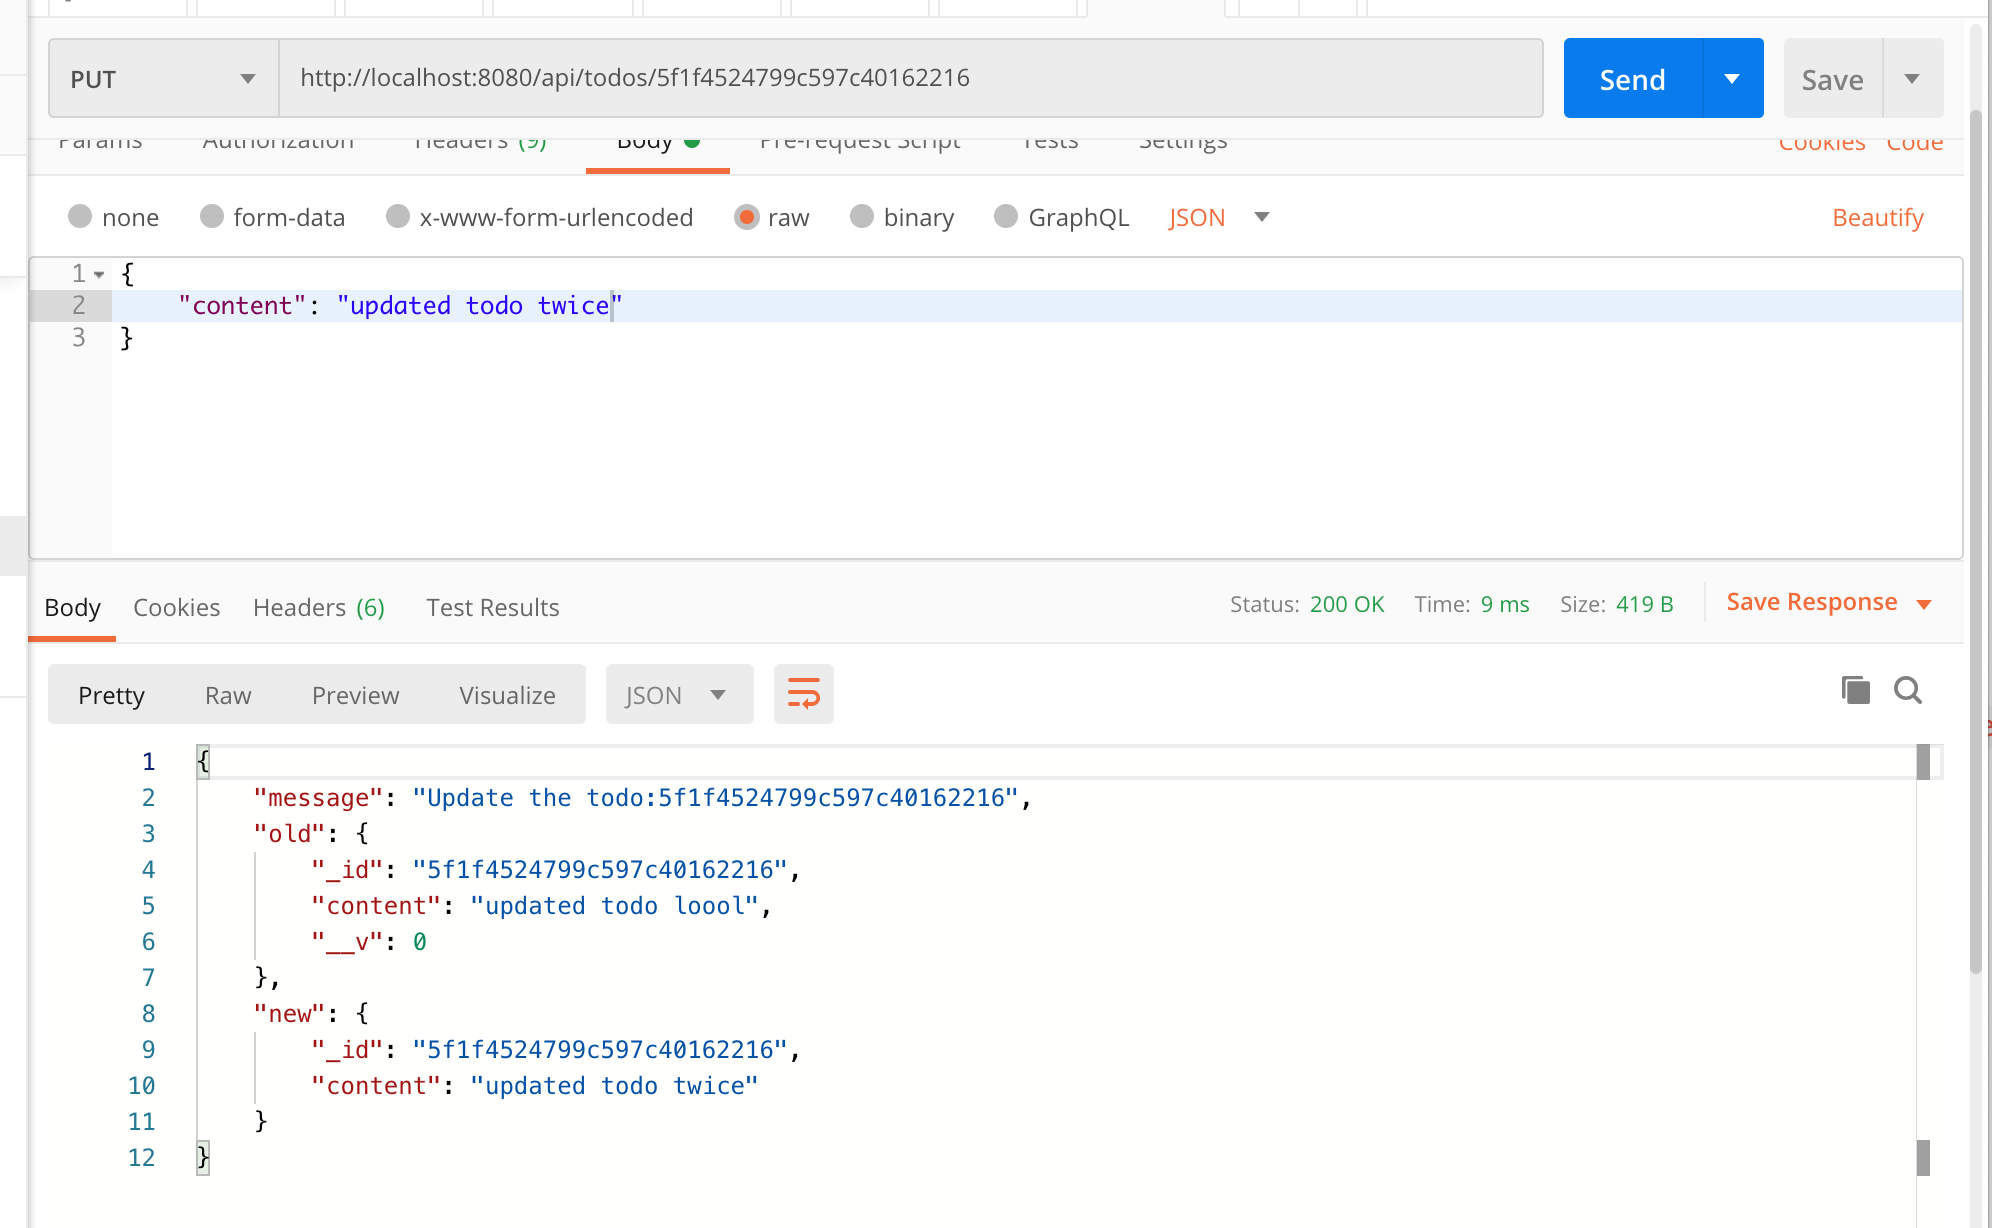 PUT http://localhost:8080/api/todos/5f1f4524799c597c40162216 Send Save
Params Authorization Headers (9) Body Pre-request Script Tests Settings Cookies Code
none form-data x-www-form-urlencoded raw binary GraphQL JSON Beautify
1 {
2 "content": "updated todo twice"
3 }
Body Cookies Headers (6) Test Results Status: 200 OK Time: 9 ms Size: 419 B Save Response
Pretty Raw Preview Visualize JSON
1 {
2 "message": "Update the todo:5f1f4524799c597c40162216",
3 "old": {
4 "_id": "5f1f4524799c597c40162216",
5 "content": "updated todo loool",
6 "__v": 0
7 },
8 "new": {
9 "_id": "5f1f4524799c597c40162216",
10 "content": "updated todo twice"
11 }
12 }